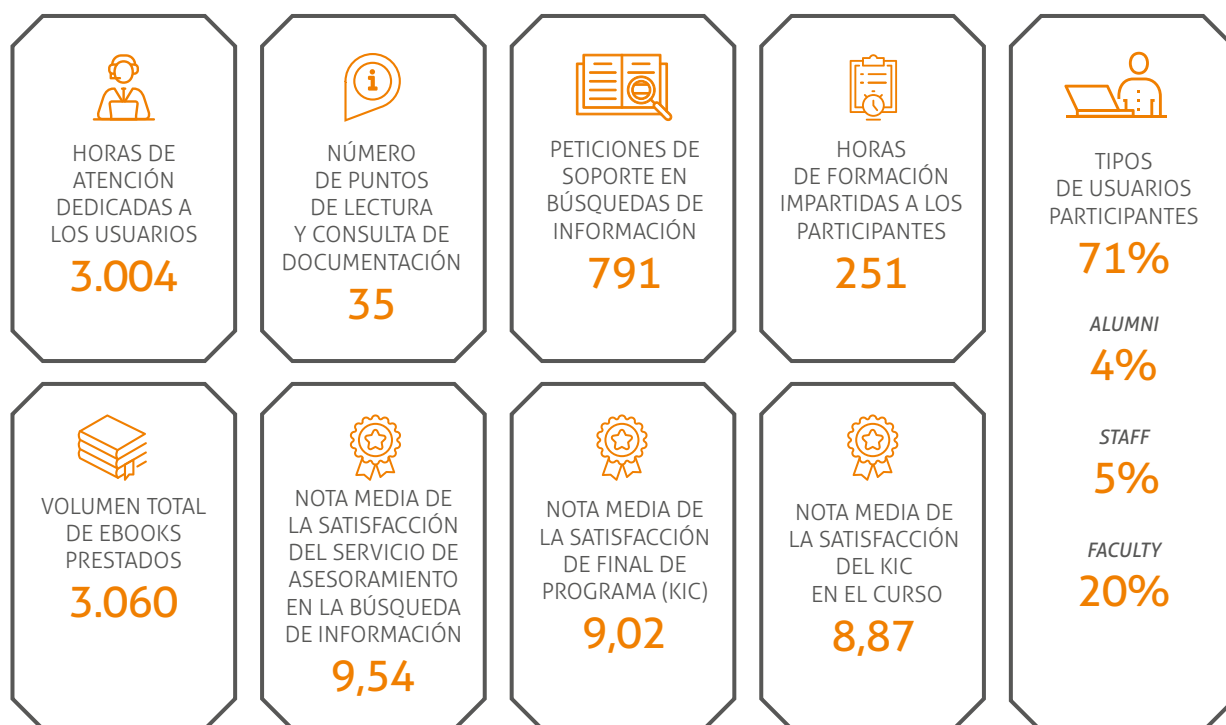 HORAS DE
ATENCIÓN
DEDICADAS A
LOS USUARIOS
3.004
NÚMERO
DE PUNTOS
DE LECTURA
Y CONSULTA DE
DOCUMENTACIÓN
35
PETICIONES DE
SOPORTE EN
BÚSQUEDAS DE
INFORMACIÓN
791
HORAS
DE FORMACIÓN
IMPARTIDAS A LOS
PARTICIPANTES
251
TIPOS
DE USUARIOS
PARTICIPANTES
71%
ALUMNI
4%
STAFF
5%
FACULTY
20%
VOLUMEN TOTAL
DE EBOOKS
PRESTADOS
3.060
NOTA MEDIA DE
LA SATISFACCIÓN
DEL SERVICIO DE
ASESORAMIENTO
EN LA BÚSQUEDA
DE INFORMACIÓN
9,54
NOTA MEDIA DE
LA SATISFACCIÓN
DE FINAL DE
PROGRAMA (KIC)
9,02
NOTA MEDIA DE
LA SATISFACCIÓN
DEL KIC
EN EL CURSO
8,87